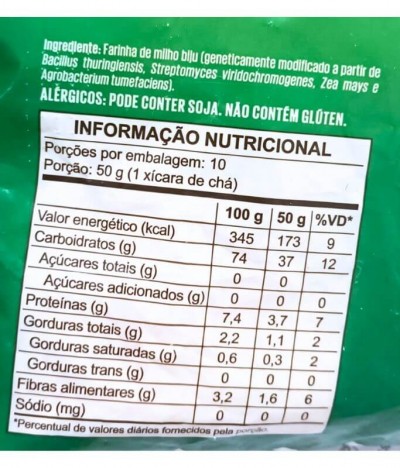 Ingrediente: Farinha de milho biju (geneticamente modificado a partir de
Bacillus thuringiensis, Streptomyces viridochromogenes, Zea mays e
Agrobacterium tumefaciens).
ALÉRGICOS: PODE CONTER SOJA. NÃO CONTÉM GLÚTEN.
INFORMAÇÃO NUTRICIONAL
Porções por embalagem: 10
Porção: 50 g (1 xícara de chá)
100 g 50 g %VD*
Valor energético (kcal) 345 173 9
Carboidratos (g) 74 37 12
Açúcares totais (g) 0 0
Açúcares adicionados (g) 0 0 0
Proteínas (g) 7,4 3,7 7
Gorduras totais (g) 2,2 1,1 2
Gorduras saturadas (g) 0,6 0,3 2
Gorduras trans (g) 0 0 0
Fibras alimentares (g) 3,2 1,6 6
Sódio (mg) 0 0 0
*Percentual de valores diários fornecidos pela porção.